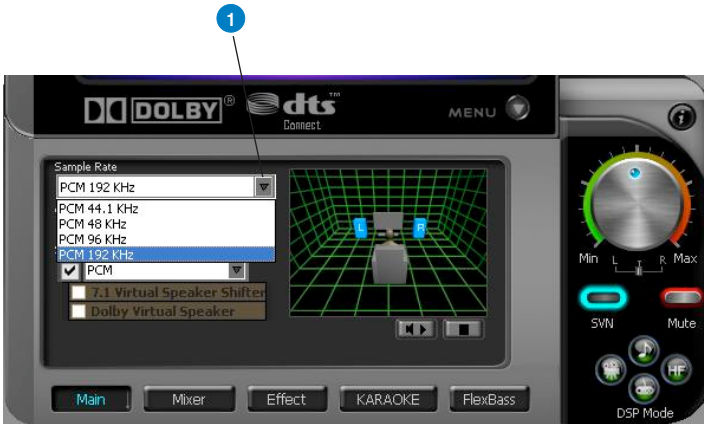 1
DOLBY®
dts™
Connect
MENU
i
Sample Rate
PCM 192 KHz
PCM 44.1 KHz
PCM 48 KHz
PCM 96 KHz
PCM 192 KHz
PCM
7.1 Virtual Speaker Shifter
Dolby Virtual Speaker
L
R
Min
L
T
R
Max
SVN
Mute
HF
DSP Mode
Main
Mixer
Effect
KARAOKE
FlexBass